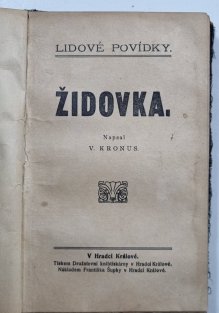 LIDOVÉ POVÍDKY.
ŽIDOVKA.
Napsal
V. KRONUS.
V Hradci Králové.
Tiskem Družstevní knihtiskárny v Hradci Králové.
Nákladem Františka Šupky v Hradci Králové.